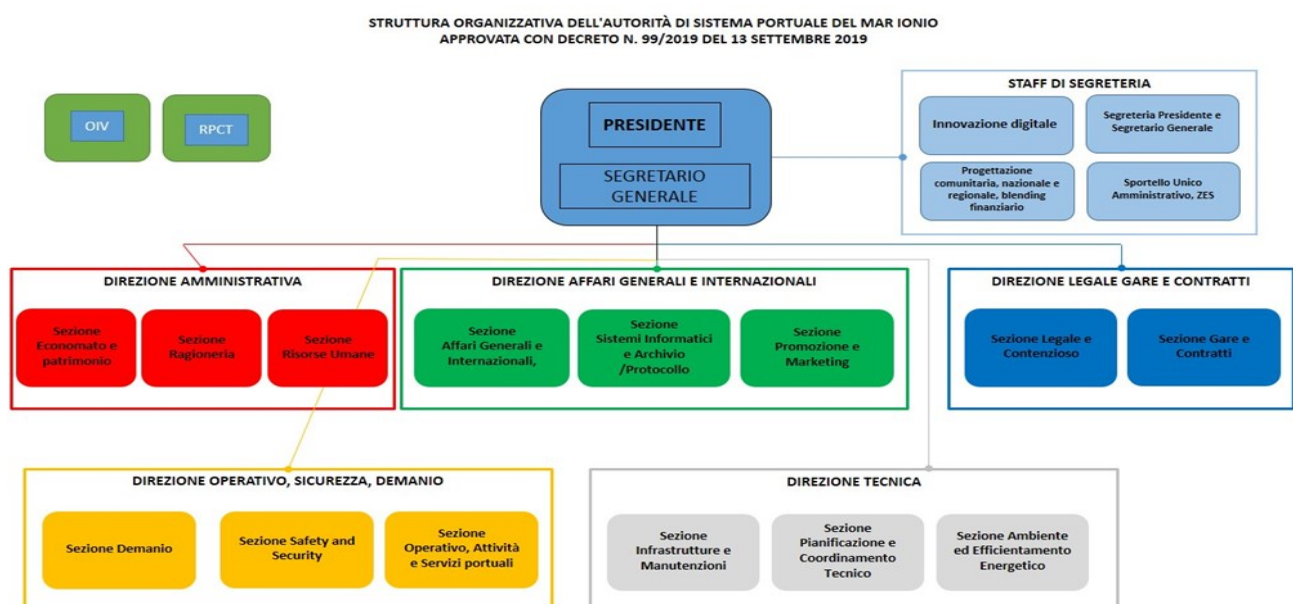 STRUTTURA ORGANIZZATIVA DELL'AUTORITÀ DI SISTEMA PORTUALE DEL MAR IONIO
APPROVATA CON DECRETO N. 99/2019 DEL 13 SETTEMBRE 2019
OIV
RPCT
PRESIDENTE
SEGRETARIO
GENERALE
STAFF DI SEGRETERIA
Innovazione digitale
Segreteria Presidente e
Segretario Generale
Progettazione
comunitaria, nazionale e
regionale, blending
finanziario
Sportello Unico
Amministrativo, ZES
DIREZIONE AMMINISTRATIVA
Sezione
Economato e
patrimonio
Sezione
Ragioneria
Sezione
Risorse Umane
DIREZIONE AFFARI GENERALI E INTERNAZIONALI
Sezione
Affari Generali e
Internazionali,
Sezione
Sistemi Informatici
e Archivio
/Protocollo
Sezione
Promozione e
Marketing
DIREZIONE LEGALE GARE E CONTRATTI
Sezione Legale e
Contenzioso
Sezione Gare e
Contratti
DIREZIONE OPERATIVO, SICUREZZA, DEMANIO
Sezione Demanio
Sezione Safety and
Security
Sezione
Operativo, Attività
e Servizi portuali
DIREZIONE TECNICA
Sezione
Infrastrutture e
Manutenzioni
Sezione
Pianificazione e
Coordinamento
Tecnico
Sezione Ambiente
ed Efficientamento
Energetico